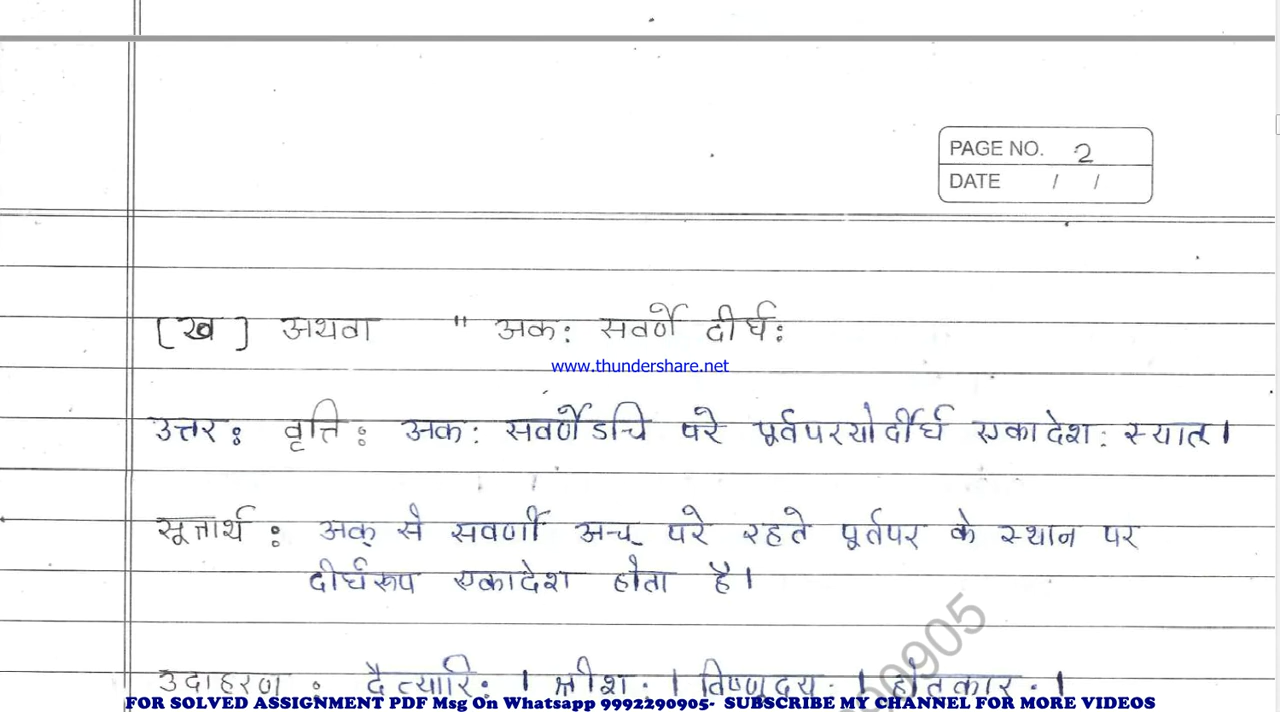 PAGE NO. 2
DATE / /
[ख] अथवा " अक: सवर्णे दीर्घ:
www.thundershare.net
उत्तर: वृत्ति: अक: सवर्णेऽचि परे पूर्वपरयोर्दीर्घ एकादेश: स्यात।
सूत्रार्थ: अक् से सवर्णी अच् परे रहते पूर्वपर के स्थान पर
दीर्घरूप एकादेश होता है।
उदाहरण : दैत्यारि: । श्रीश: ।
00905
FOR SOLVED ASSIGNMENT PDF Msg On Whatsapp 9992290905- SUBSCRIBE MY CHANNEL FOR MORE VIDEOS